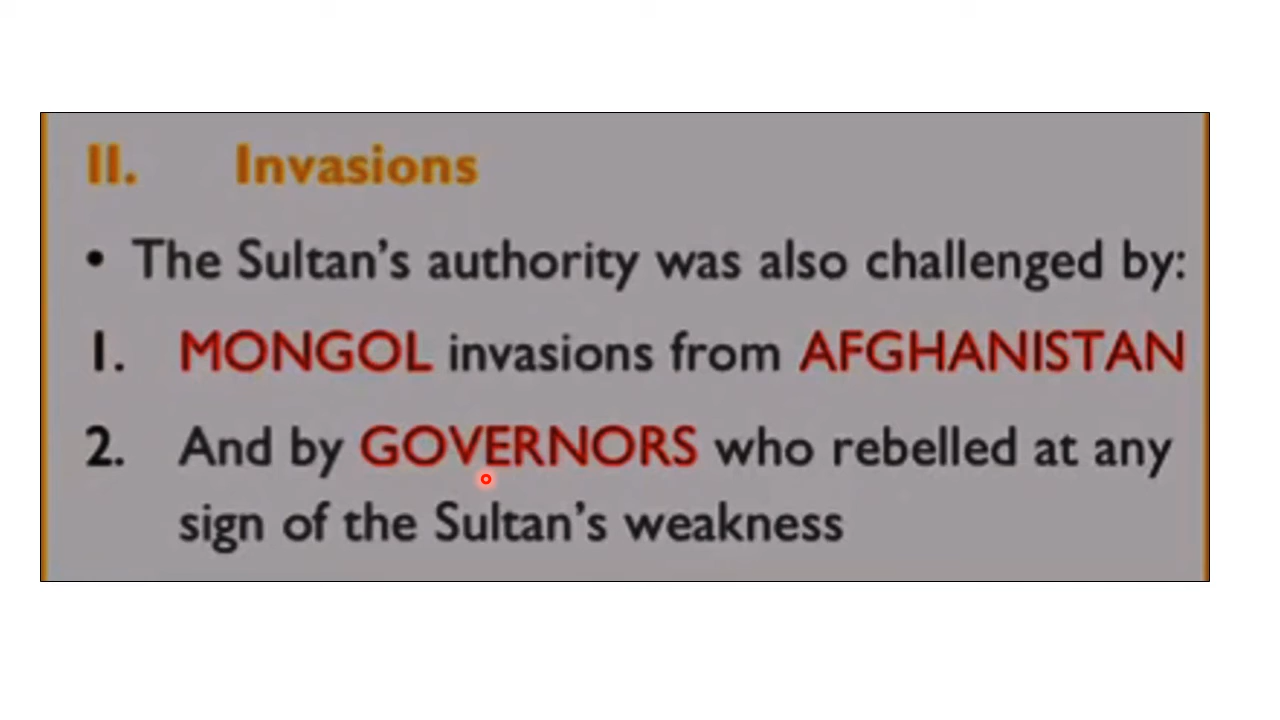 II. Invasions
• The Sultan's authority was also challenged by:
1. MONGOL invasions from AFGHANISTAN
2. And by GOVERNORS who rebelled at any
sign of the Sultan's weakness